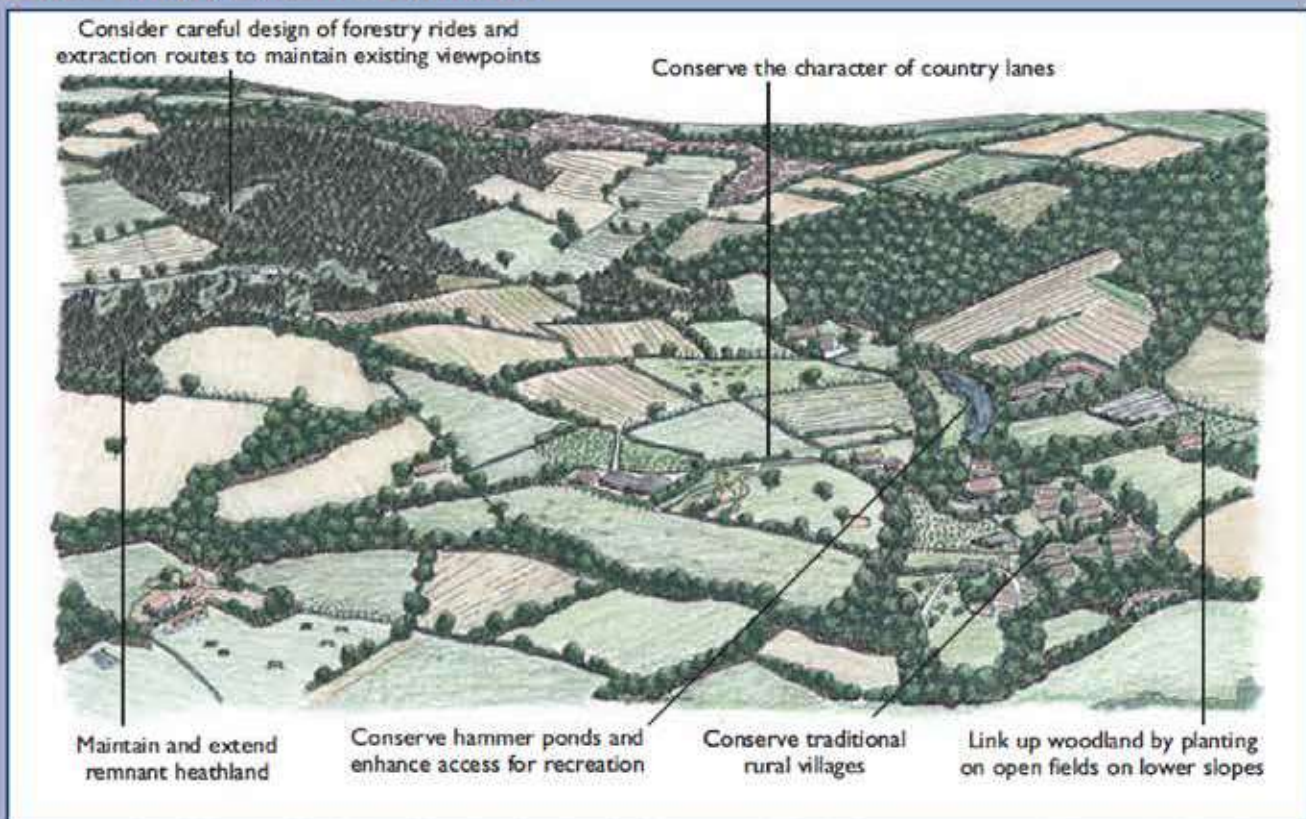 Consider careful design of forestry rides and
extraction routes to maintain existing viewpoints
Conserve the character of country lanes
Maintain and extend
remnant heathland
Conserve hammer ponds and
enhance access for recreation
Conserve traditional
rural villages
Link up woodland by planting
on open fields on lower slopes